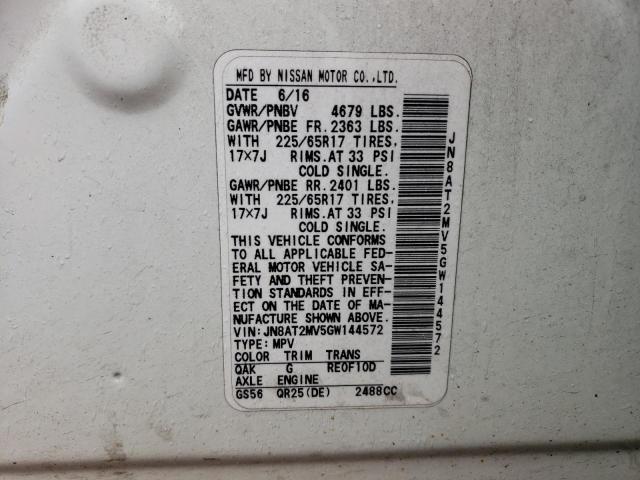 MFD BY NISSAN MOTOR CO.,LTD.
DATE 6/16
GVWR/PNBV 4679 LBS.
GAWR/PNBE FR. 2363 LBS.
WITH 225/65R17 TIRES,
17×7J RIMS.AT 33 PSI
COLD SINGLE.
GAWR/PNBE RR. 2401 LBS.
WITH 225/65R17 TIRES,
17×7J RIMS.AT 33 PSI
COLD SINGLE.
THIS VEHICLE CONFORMS
TO ALL APPLICABLE FED-
ERAL MOTOR VEHICLE SA-
FETY AND THEFT PREVEN-
TION STANDARDS IN EFF-
ECT ON THE DATE OF MA-
NUFACTURE SHOWN ABOVE.
VIN:JN8AT2MV5GW144572
TYPE:MPV
COLOR TRIM TRANS
QAK G RE0F10D
AXLE ENGINE
GS56 QR25(DE) 2488CC
JN8AT2MV5GW144572